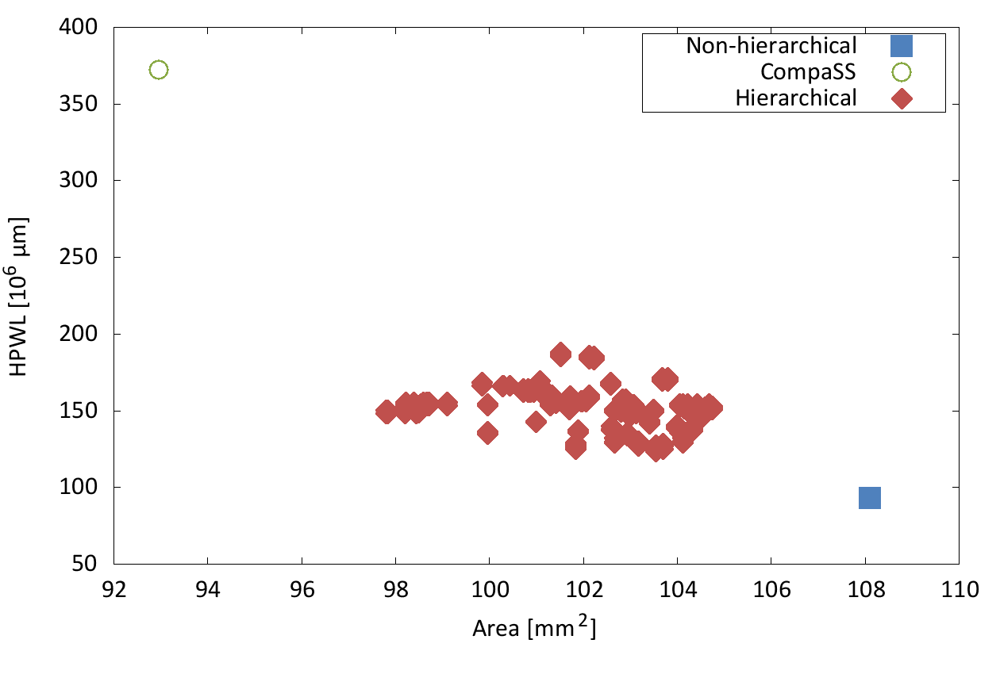 400
350
300
250
200
150
100
50
HPWL [10⁶ µm]
Non-hierarchical
CompaSS
Hierarchical
92 94 96 98 100 102 104 106 108 110
Area [mm²]